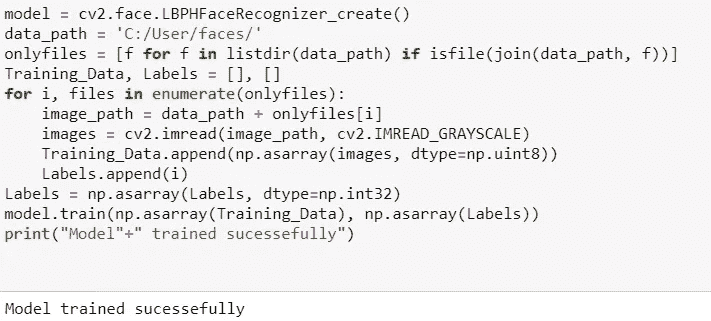 model = cv2.face.LBPHFaceRecognizer_create()
data_path = 'C:/User/faces/'
onlyfiles = [f for f in listdir(data_path) if isfile(join(data_path, f))]
Training_Data, Labels = [], []
for i, files in enumerate(onlyfiles):
    image_path = data_path + onlyfiles[i]
    images = cv2.imread(image_path, cv2.IMREAD_GRAYSCALE)
    Training_Data.append(np.asarray(images, dtype=np.uint8))
    Labels.append(i)
Labels = np.asarray(Labels, dtype=np.int32)
model.train(np.asarray(Training_Data), np.asarray(Labels))
print("Model"+" trained sucessefully")
Model trained sucessefully